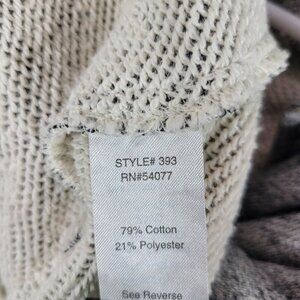 STYLE# 393
RN#54077
79% Cotton
21% Polyester
See Reverse